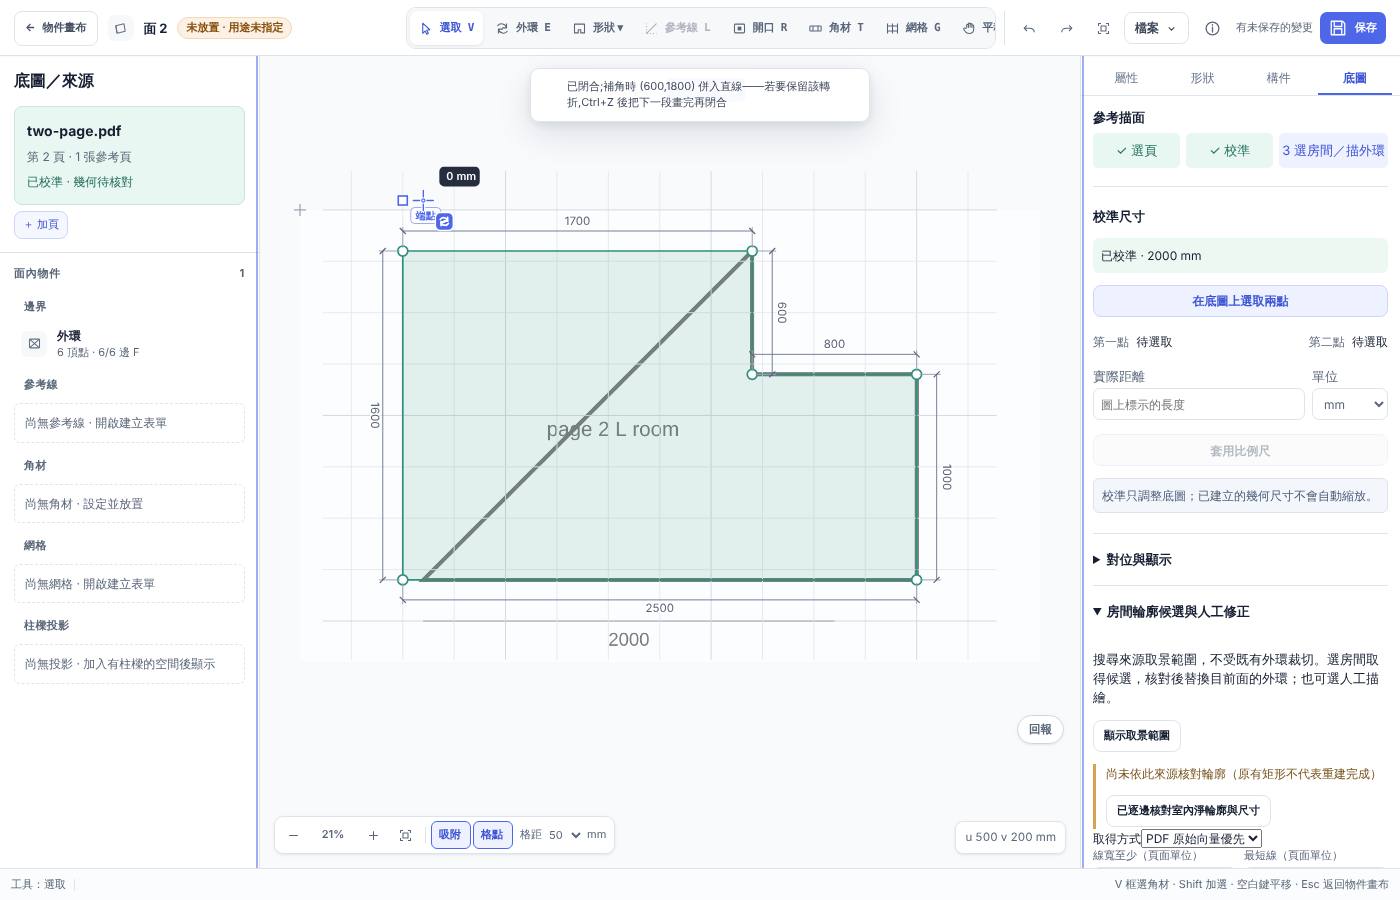 物件畫布
面 2
未放置 · 用途未指定
選取 V
外環 E
形狀▾
參考線 L
開口 R
角材 T
網格 G
檔案
有未保存的變更
保存
底圖／來源
two-page.pdf
第 2 頁 · 1 張參考頁
已校準 · 幾何待核對
＋ 加頁
面內物件 1
邊界
外環
6 頂點 · 6/6 邊 F
參考線
尚無參考線 · 開啟建立表單
角材
尚無角材 · 設定並放置
網格
尚無網格 · 開啟建立表單
柱樑投影
尚無投影 · 加入有柱樑的空間後顯示
已閉合;補角時 (600,1800) 併入直線——若要保留該轉
折,Ctrl+Z 後把下一段畫完再閉合
0 mm
端點
1700
600
800
1600
page 2 L room
1000
2500
2000
回報
21%
吸附
格點
格距 50 mm
u 500 v 200 mm
屬性
形狀
構件
底圖
參考描面
✓ 選頁
✓ 校準
3 選房間／描外環
校準尺寸
已校準 · 2000 mm
在底圖上選取兩點
第一點 待選取
第二點 待選取
實際距離
單位
圖上標示的長度
mm
套用比例尺
校準只調整底圖；已建立的幾何尺寸不會自動縮放。
對位與顯示
房間輪廓候選與人工修正
搜尋來源取景範圍，不受既有外環裁切。選房間取
得候選，核對後替換目前面的外環；也可選人工描
繪。
顯示取景範圍
尚未依此來源核對輪廓（原有矩形不代表重建完成）
已逐邊核對室內淨輪廓與尺寸
取得方式 PDF 原始向量優先
線寬至少（頁面單位）
最短線（頁面單位）
工具：選取
V 框選角材 · Shift 加選 · 空白鍵平移 · Esc 返回物件畫布